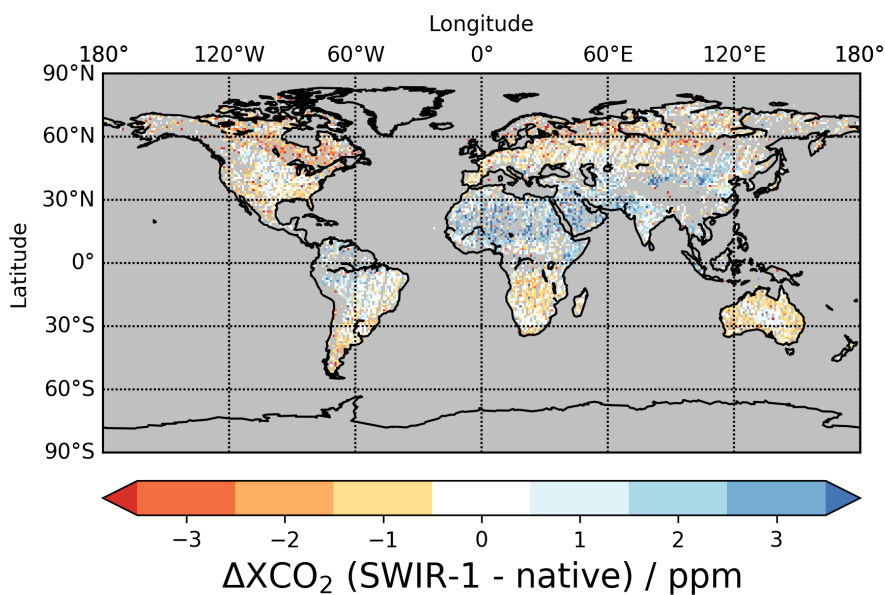 Longitude
180° 120°W 60°W 0° 60°E 120°E 180°
90°N
60°N
30°N
0°
30°S
60°S
90°S
Latitude
−3 −2 −1 0 1 2 3
ΔXCO₂ (SWIR-1 - native) / ppm